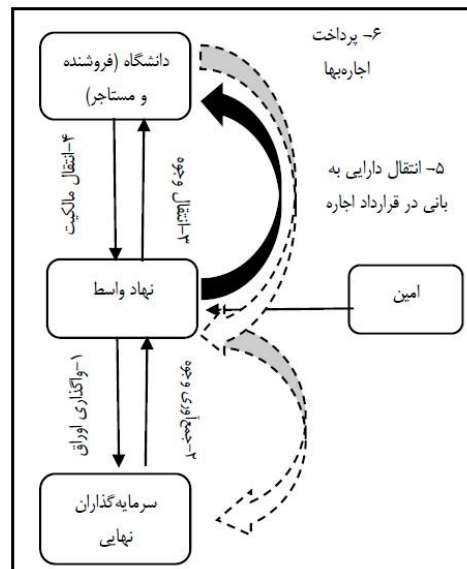 ۶- پرداخت
اجاره‌بها
دانشگاه (فروشنده
و مستاجر)
۴-انتقال مالکیت
۳-انتقال وجوه
۵- انتقال دارایی به
بانی در قرارداد اجاره
نهاد واسط
امین
۱-واگذاری اوراق
۲-جمع‌آوری وجوه
سرمایه‌گذاران
نهایی